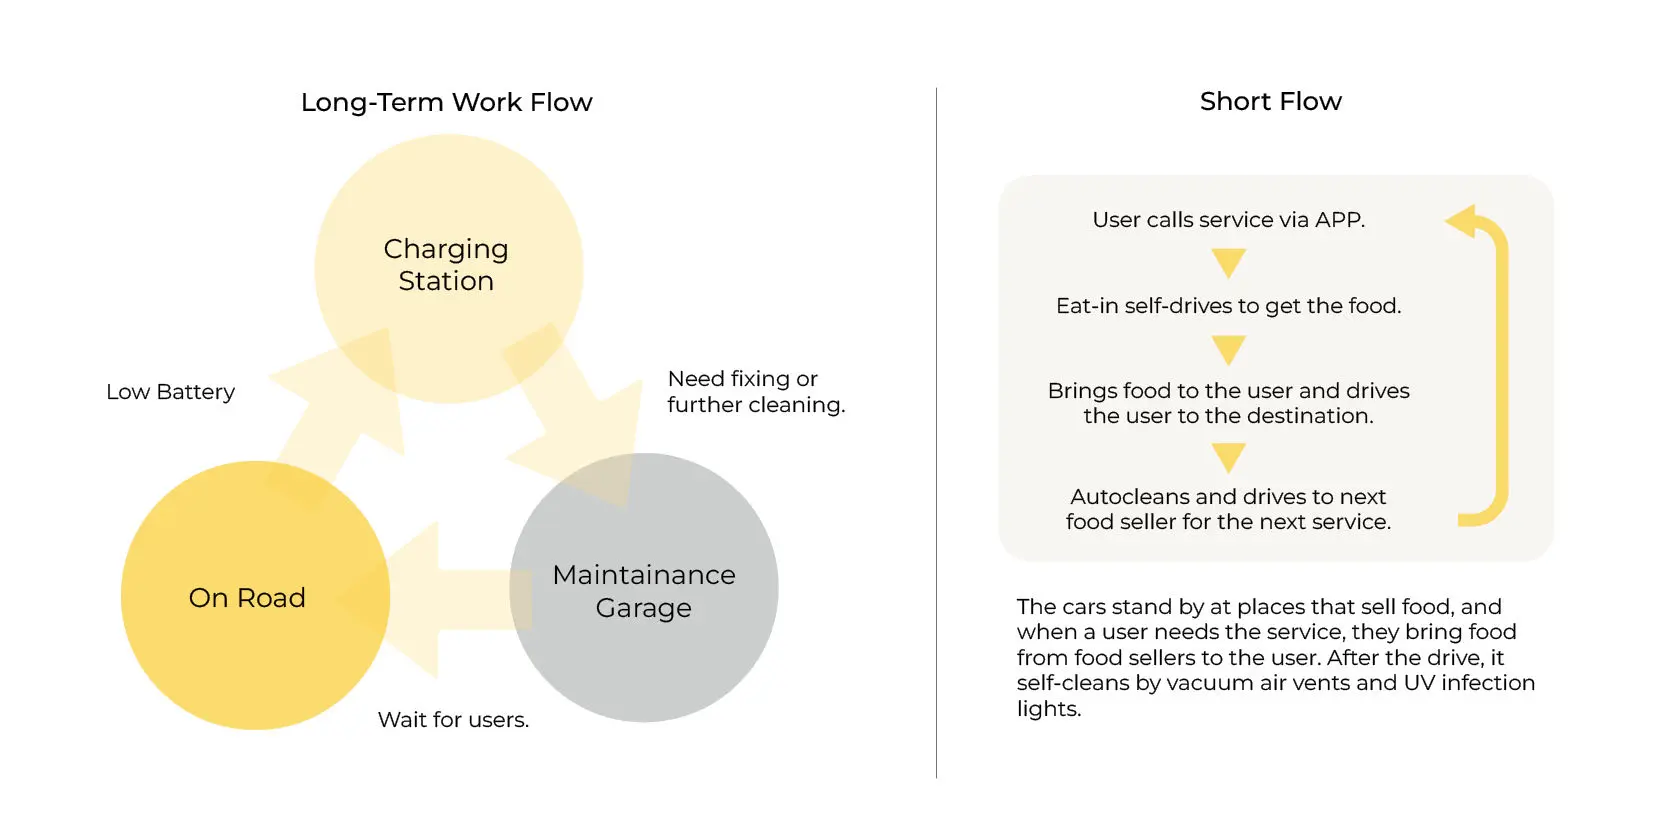 Long-Term Work Flow
Charging
Station
Low Battery
Need fixing or
further cleaning.
On Road
Maintainance
Garage
Wait for users.
Short Flow
User calls service via APP.
Eat-in self-drives to get the food.
Brings food to the user and drives
the user to the destination.
Autocleans and drives to next
food seller for the next service.
The cars stand by at places that sell food, and
when a user needs the service, they bring food
from food sellers to the user. After the drive, it
self-cleans by vacuum air vents and UV infection
lights.